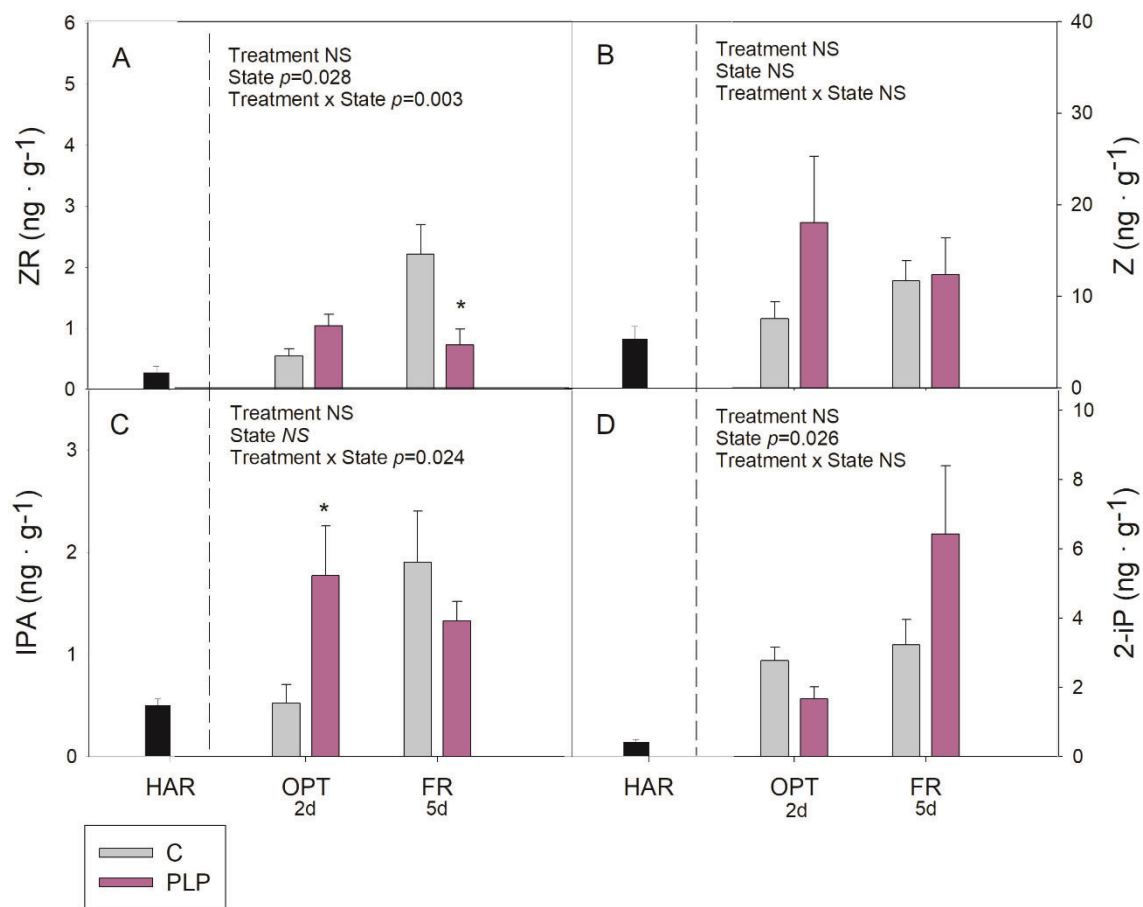 A
Treatment NS
State p=0.028
Treatment x State p=0.003
ZR (ng · g-1)
6
5
4
3
2
1
0
*
B
Treatment NS
State NS
Treatment x State NS
Z (ng · g-1)
40
30
20
10
0
C
Treatment NS
State NS
Treatment x State p=0.024
IPA (ng · g-1)
3
2
1
0
*
HAR
OPT
2d
FR
5d
D
Treatment NS
State p=0.026
Treatment x State NS
2-iP (ng · g-1)
10
8
6
4
2
0
HAR
OPT
2d
FR
5d
C
PLP